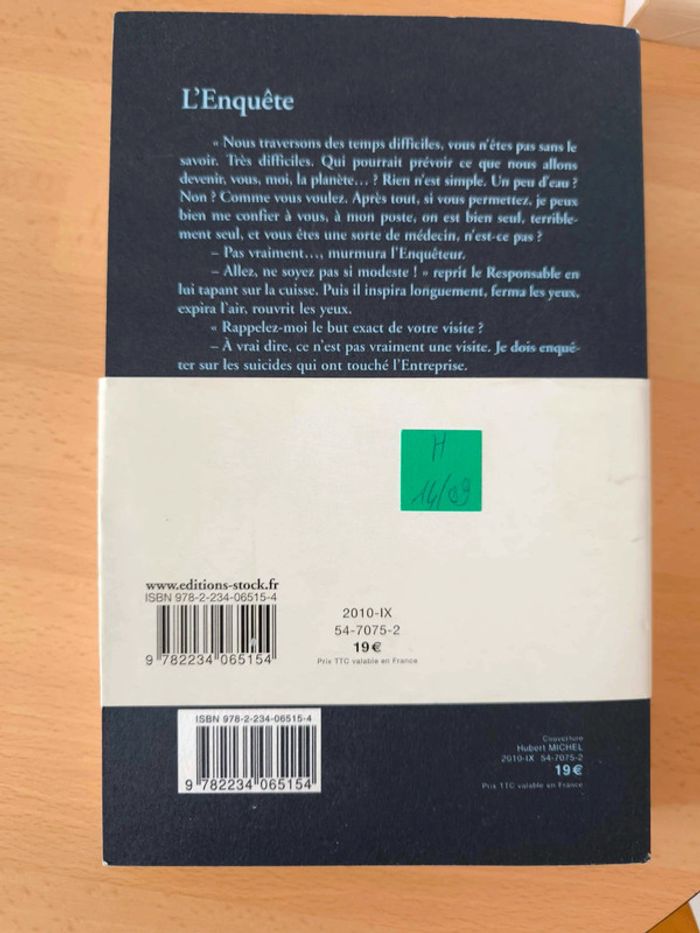 L'Enquête
« Nous traversons des temps difficiles, vous n'êtes pas sans le
savoir. Très difficiles. Qui pourrait prévoir ce que nous allons
devenir, vous, moi, la planète… ? Rien n'est simple. Un peu d'eau ?
Non ? Comme vous voulez. Après tout, si vous permettez, je peux
bien me confier à vous, à mon poste, on est bien seul, terrible-
ment seul, et vous êtes une sorte de médecin, n'est-ce pas ?
– Pas vraiment…, murmura l'Enquêteur.
– Allez, ne soyez pas si modeste ! » reprit le Responsable en
lui tapant sur la cuisse. Puis il inspira longuement, ferma les yeux,
expira l'air, rouvrit les yeux.
« Rappelez-moi le but exact de votre visite ?
– À vrai dire, ce n'est pas vraiment une visite. Je dois enquê-
ter sur les suicides qui ont touché l'Entreprise.
H
14/09
www.editions-stock.fr
ISBN 978-2-234-06515-4
9 782234 065154
2010-IX
54-7075-2
19 €
Prix TTC valable en France
ISBN 978-2-234-06515-4
9 782234 065154
Couverture
Hubert MICHEL
2010-IX 54-7075-2
19 €
Prix TTC valable en France